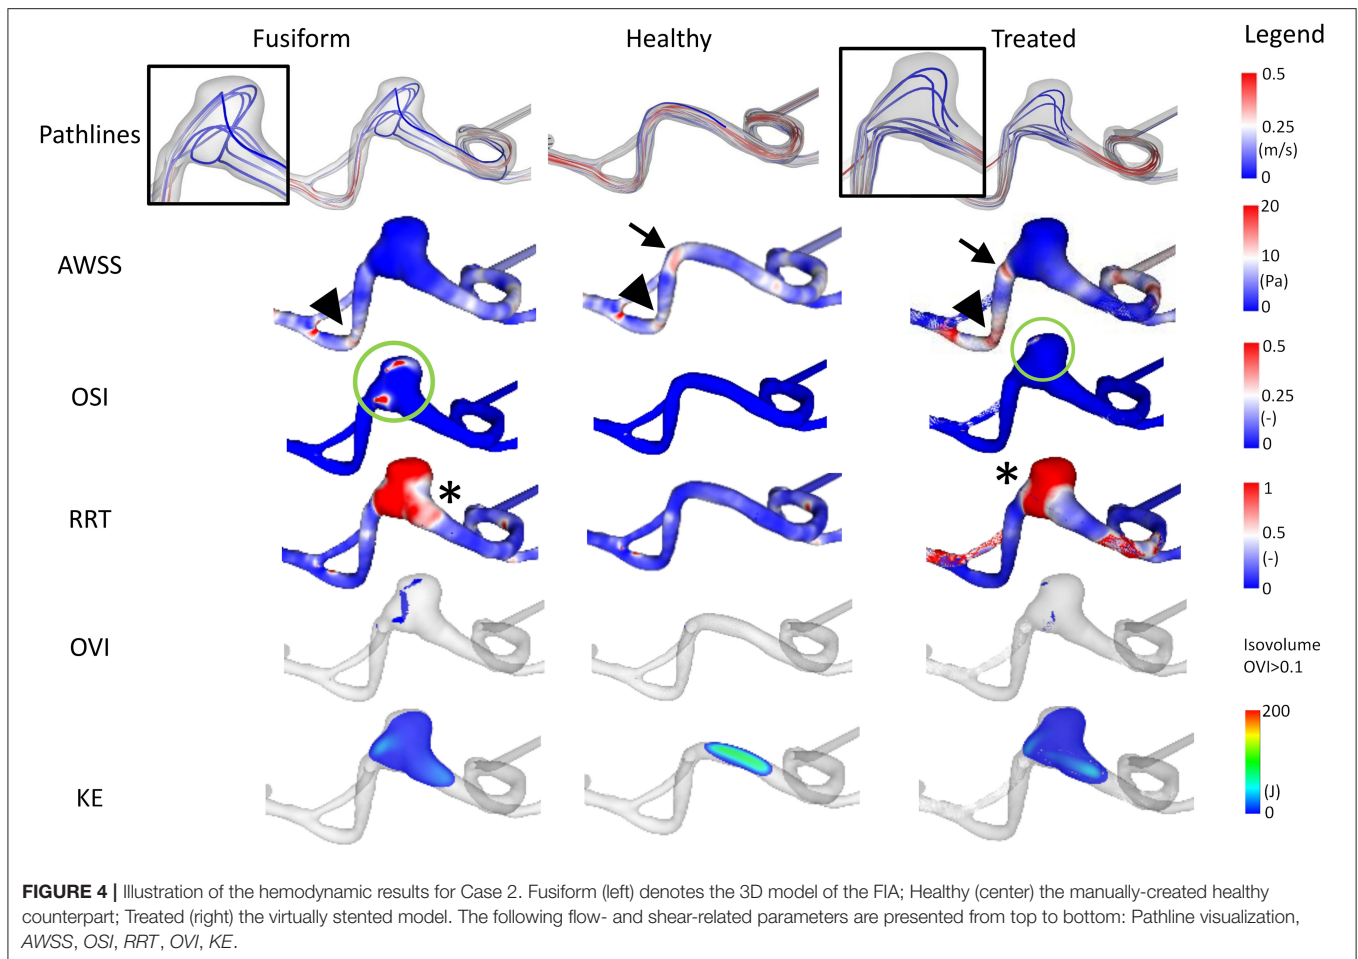 Fusiform Healthy Treated Legend
Pathlines
0.5
0.25
(m/s)
0
AWSS
20
10
(Pa)
0
OSI
0.5
0.25
(-)
0
RRT
*
*
1
0.5
(-)
0
OVI
Isovolume
OVI>0.1
KE
200
(J)
0
FIGURE 4 | Illustration of the hemodynamic results for Case 2. Fusiform (left) denotes the 3D model of the FIA; Healthy (center) the manually-created healthy
counterpart; Treated (right) the virtually stented model. The following flow- and shear-related parameters are presented from top to bottom: Pathline visualization,
AWSS, OSI, RRT, OVI, KE.